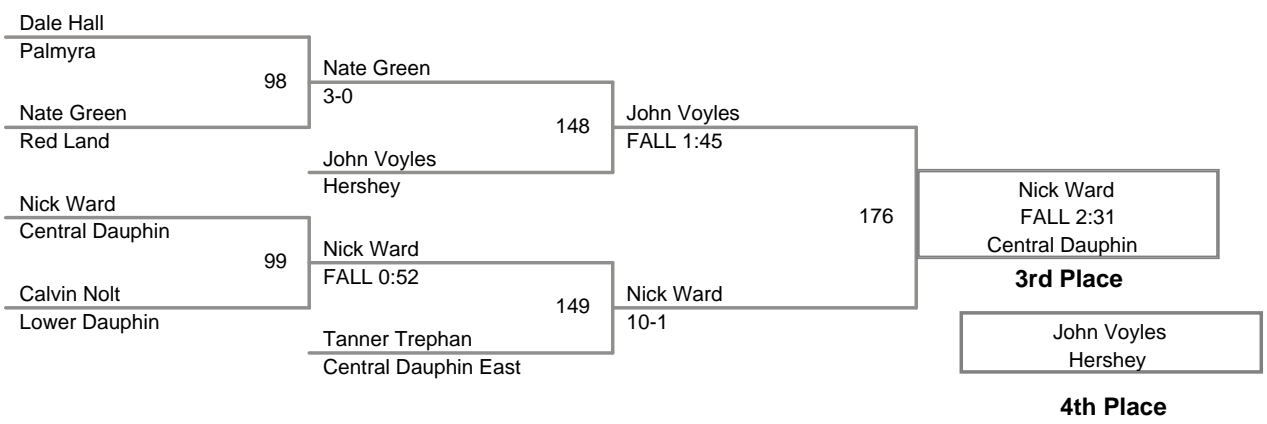 Dale Hall
Palmyra
98
Nate Green
Red Land
Nate Green
3-0
148
John Voyles
Hershey
John Voyles
FALL 1:45
Nick Ward
Central Dauphin
99
Calvin Nolt
Lower Dauphin
Nick Ward
FALL 0:52
149
Tanner Trephan
Central Dauphin East
Nick Ward
10-1
176
Nick Ward
FALL 2:31
Central Dauphin
3rd Place
John Voyles
Hershey
4th Place